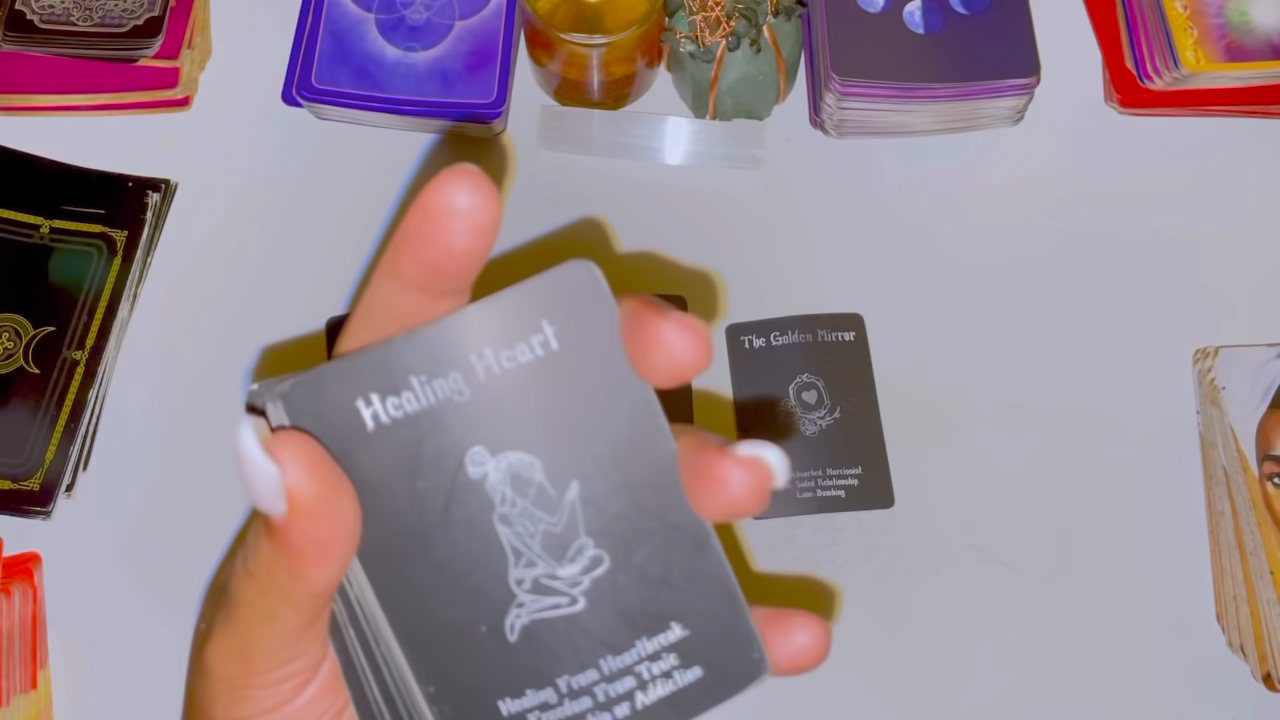 Healing Heart
Healing From Heartbreak.
Freedom From Toxic
or Addiction
The Golden Mirror
Narcissist.
Sided Relationship.
Love-Bombing